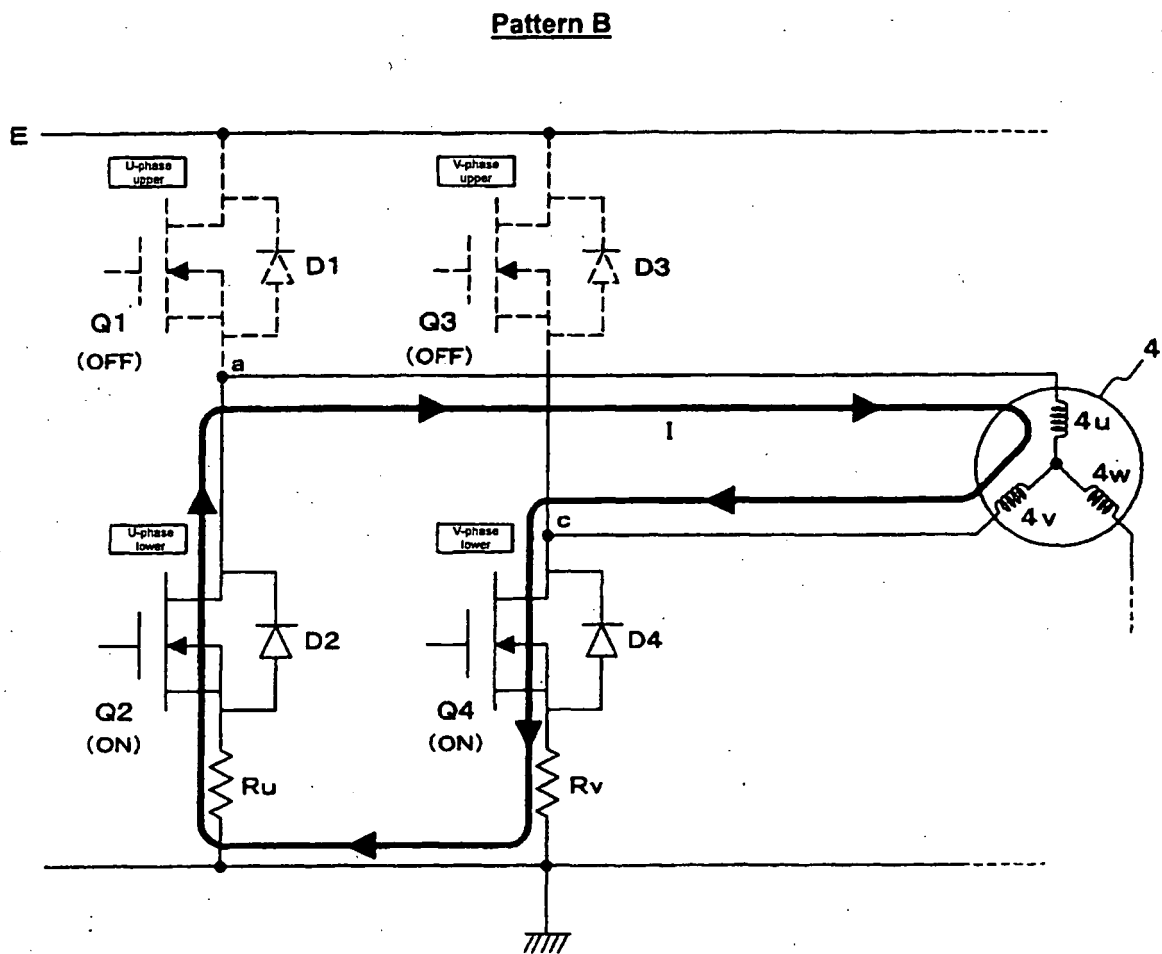 Pattern B
E
U-phase
upper
V-phase
upper
D1
D3
Q1
(OFF)
Q3
(OFF)
a
4
I
4u
4w
4v
c
U-phase
lower
V-phase
lower
D2
D4
Q2
(ON)
Q4
(ON)
Ru
Rv